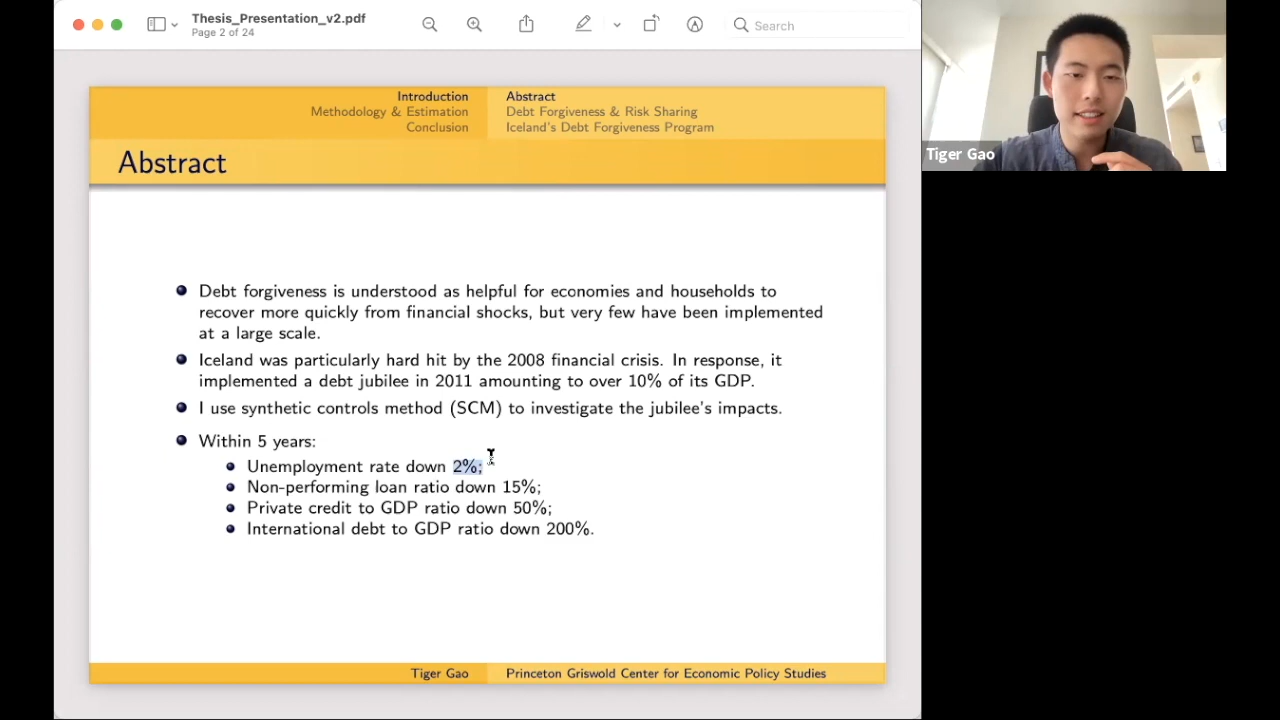 Thesis_Presentation_v2.pdf
Page 2 of 24
Search
Introduction
Methodology & Estimation
Conclusion
Abstract
Debt Forgiveness & Risk Sharing
Iceland's Debt Forgiveness Program
Abstract
Debt forgiveness is understood as helpful for economies and households to
recover more quickly from financial shocks, but very few have been implemented
at a large scale.
Iceland was particularly hard hit by the 2008 financial crisis. In response, it
implemented a debt jubilee in 2011 amounting to over 10% of its GDP.
I use synthetic controls method (SCM) to investigate the jubilee's impacts.
Within 5 years:
Unemployment rate down 2%;
Non-performing loan ratio down 15%;
Private credit to GDP ratio down 50%;
International debt to GDP ratio down 200%.
Tiger Gao
Princeton Griswold Center for Economic Policy Studies
Tiger Gao